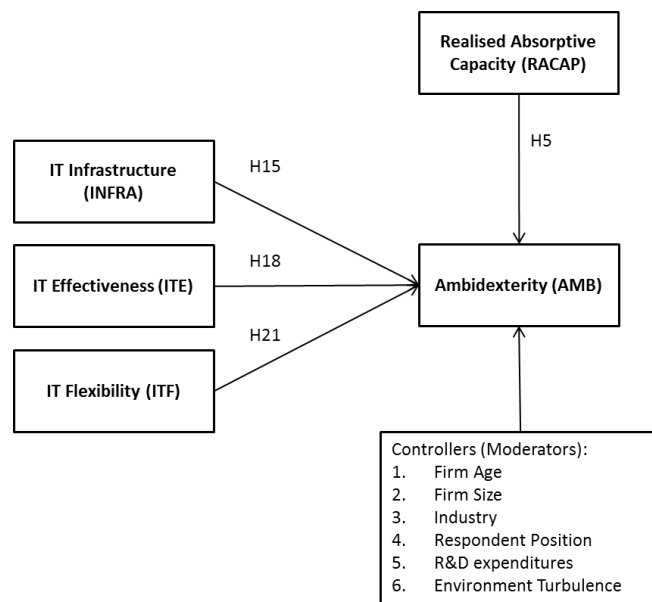 Realised Absorptive
Capacity (RACAP)
H5
IT Infrastructure
(INFRA)
H15
IT Effectiveness (ITE)
H18
Ambidexterity (AMB)
H21
IT Flexibility (ITF)
Controllers (Moderators):
1. Firm Age
2. Firm Size
3. Industry
4. Respondent Position
5. R&D expenditures
6. Environment Turbulence